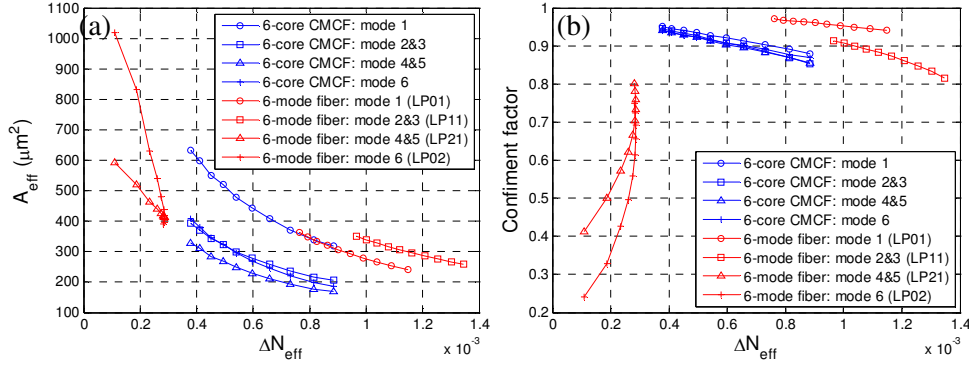 (a)
1100
1000
900
800
700
600
500
400
300
200
100
A_eff (μm²)
0 0.2 0.4 0.6 0.8 1 1.2 1.4
ΔN_eff
x 10⁻³
6-core CMCF: mode 1
6-core CMCF: mode 2&3
6-core CMCF: mode 4&5
6-core CMCF: mode 6
6-mode fiber: mode 1 (LP01)
6-mode fiber: mode 2&3 (LP11)
6-mode fiber: mode 4&5 (LP21)
6-mode fiber: mode 6 (LP02)
(b)
1
0.9
0.8
0.7
0.6
0.5
0.4
0.3
0.2
Confiment factor
0 0.2 0.4 0.6 0.8 1 1.2 1.4
ΔN_eff
x 10⁻³
6-core CMCF: mode 1
6-core CMCF: mode 2&3
6-core CMCF: mode 4&5
6-core CMCF: mode 6
6-mode fiber: mode 1 (LP01)
6-mode fiber: mode 2&3 (LP11)
6-mode fiber: mode 4&5 (LP21)
6-mode fiber: mode 6 (LP02)